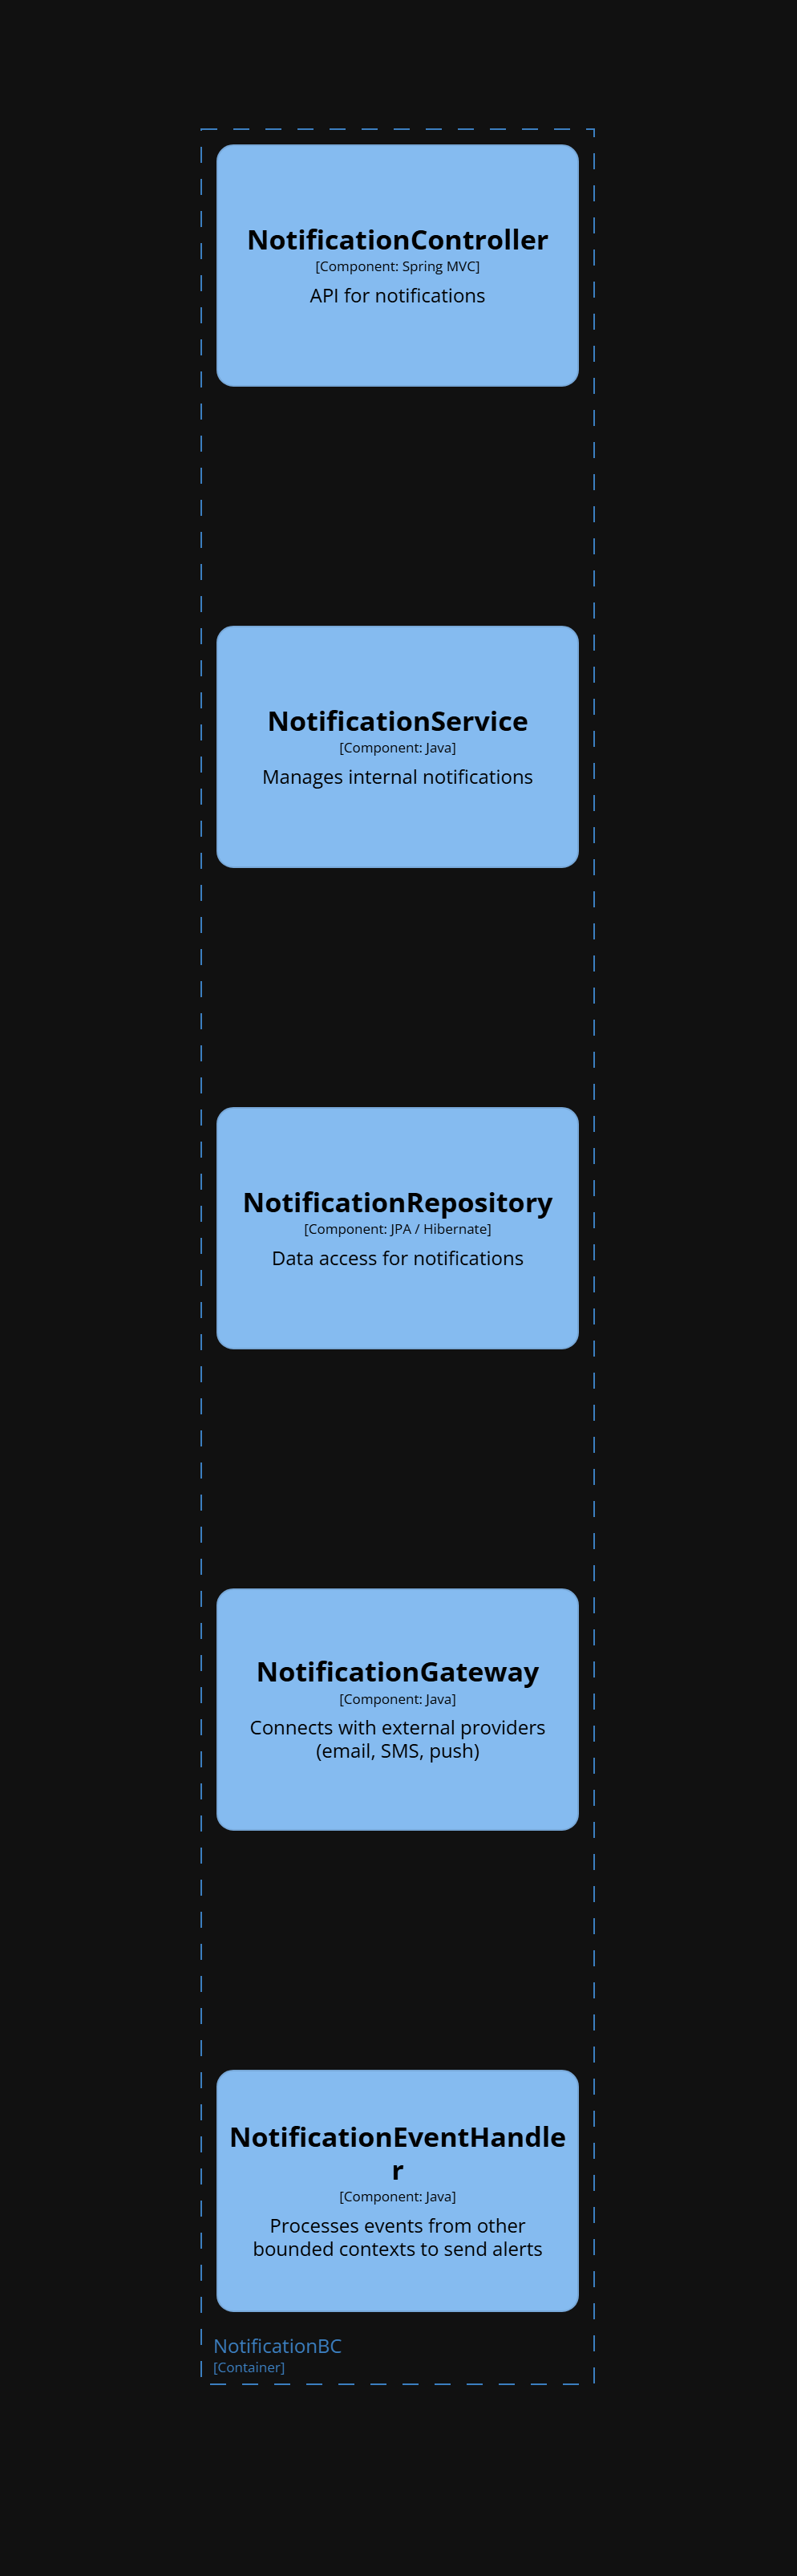 NotificationController
[Component: Spring MVC]
API for notifications
NotificationService
[Component: Java]
Manages internal notifications
NotificationRepository
[Component: JPA / Hibernate]
Data access for notifications
NotificationGateway
[Component: Java]
Connects with external providers
(email, SMS, push)
NotificationEventHandle
r
[Component: Java]
Processes events from other
bounded contexts to send alerts
NotificationBC
[Container]